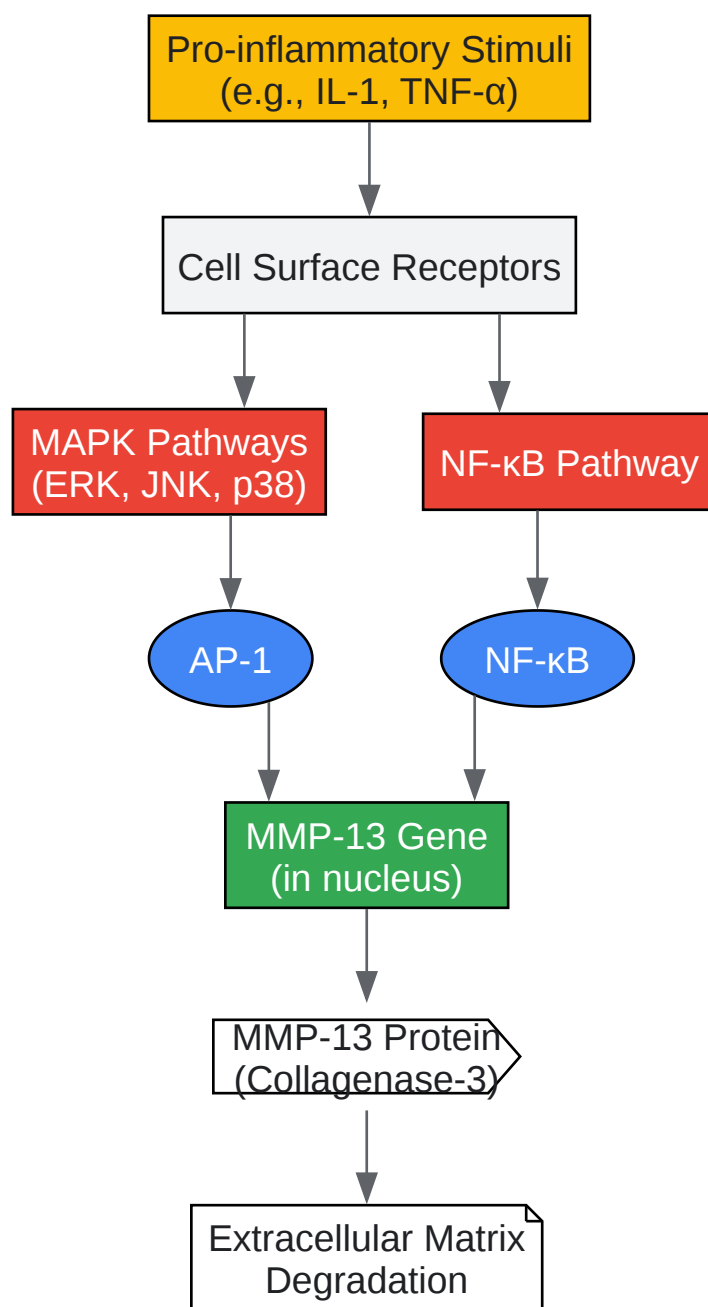 Pro-inflammatory Stimuli
(e.g., IL-1, TNF-α)
Cell Surface Receptors
MAPK Pathways
(ERK, JNK, p38)
NF-κB Pathway
AP-1
NF-κB
MMP-13 Gene
(in nucleus)
MMP-13 Protein
(Collagenase-3)
Extracellular Matrix
Degradation